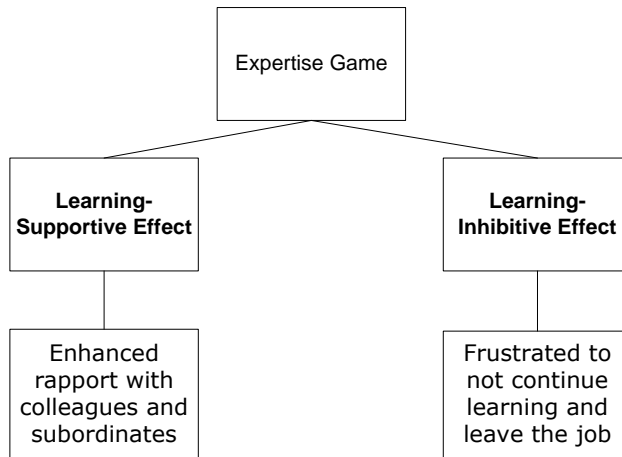 Expertise Game
Learning-
Supportive Effect
Learning-
Inhibitive Effect
Enhanced
rapport with
colleagues and
subordinates
Frustrated to
not continue
learning and
leave the job